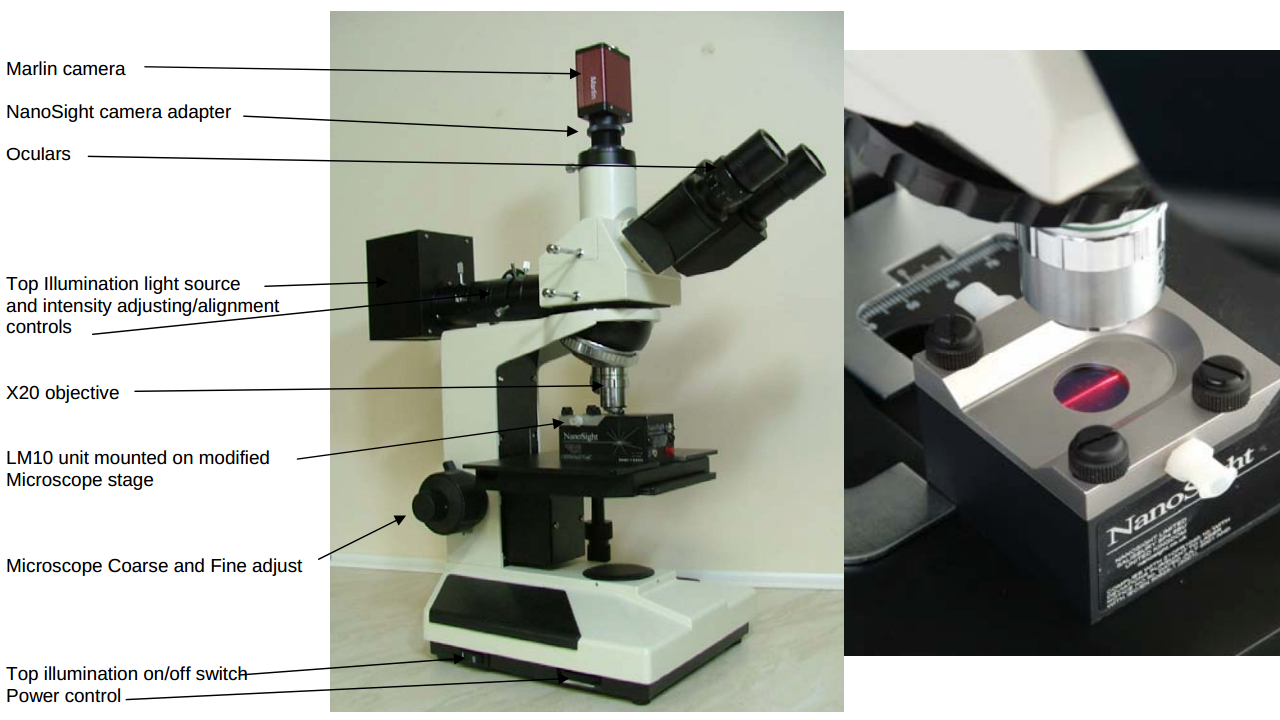 Marlin camera
NanoSight camera adapter
Oculars
Top Illumination light source
and intensity adjusting/alignment
controls
X20 objective
LM10 unit mounted on modified
Microscope stage
Microscope Coarse and Fine adjust
Top illumination on/off switch
Power control
Marlin
NanoSight
NanoSight
NANOSIGHT LIMITED